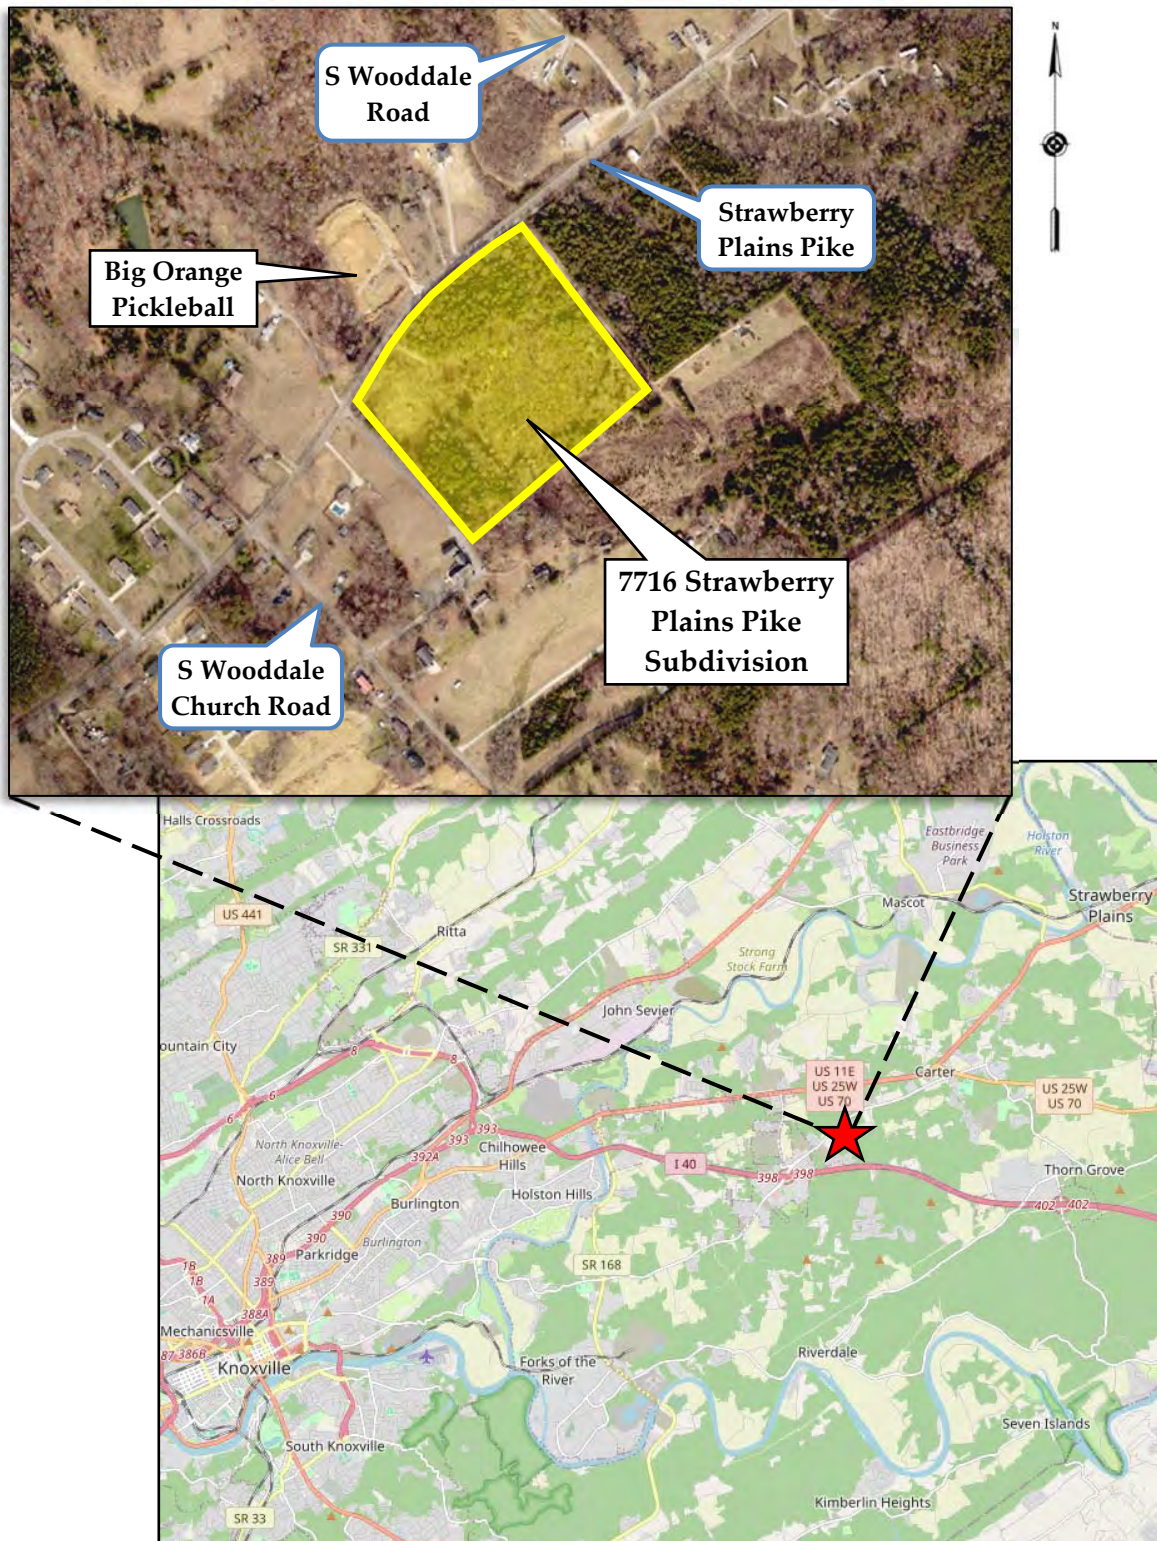 N
S Wooddale
Road
Strawberry
Plains Pike
Big Orange
Pickleball
7716 Strawberry
Plains Pike
Subdivision
S Wooddale
Church Road
Halls Crossroads
Eastbridge
Business
Park
Holston
River
Strawberry
Plains
Mascot
US 441
SR 331
Ritta
Strong
Stock Farm
John Sevier
ountain City
8
8
6
6
US 11E
US 25W
US 70
Carter
US 25W
US 70
393
393
392A
Chilhowee
Hills
North Knoxville-
Alice Bell
North Knoxville
I 40
398
398
Thorn Grove
Holston Hills
Burlington
402
402
390
390
Burlington
Parkridge
389
389
SR 168
1B
1B
1A
388A
Mechanicsville
87
386B
Knoxville
Forks of the
River
Riverdale
Seven Islands
South Knoxville
Kimberlin Heights
SR 33